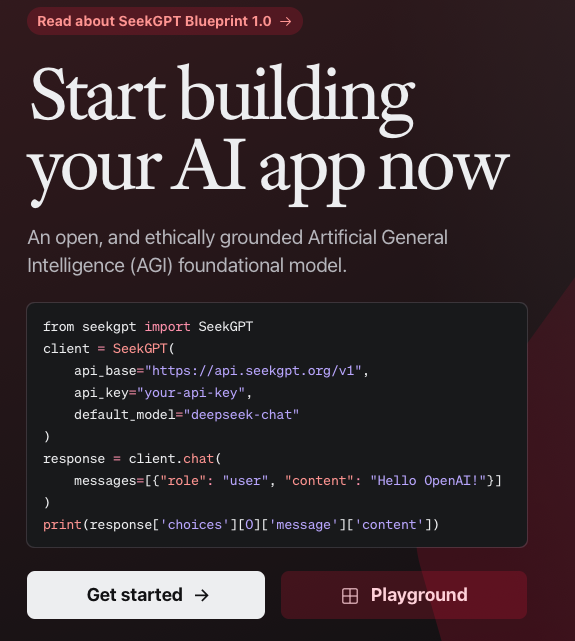 Read about SeekGPT Blueprint 1.0 →
Start building
your AI app now
An open, and ethically grounded Artificial General
Intelligence (AGI) foundational model.
from seekgpt import SeekGPT
client = SeekGPT(
    api_base="https://api.seekgpt.org/v1",
    api_key="your-api-key",
    default_model="deepseek-chat"
)
response = client.chat(
    messages=[{"role": "user", "content": "Hello OpenAI!"}]
)
print(response['choices'][0]['message']['content'])
Get started →
Playground